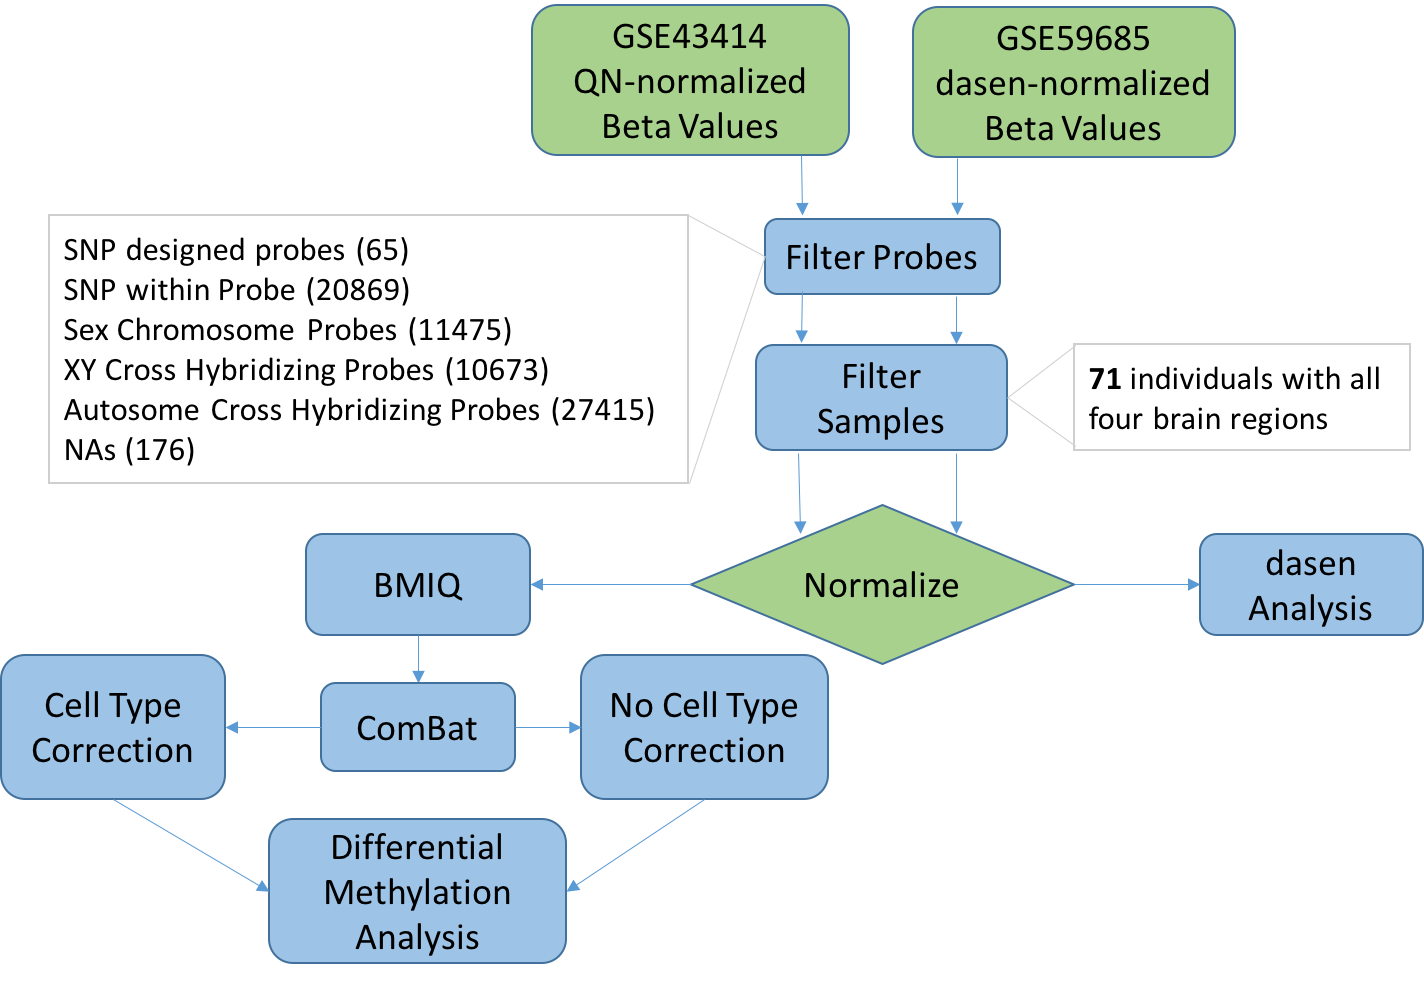 GSE43414
QN-normalized
Beta Values
GSE59685
dasen-normalized
Beta Values
SNP designed probes (65)
SNP within Probe (20869)
Sex Chromosome Probes (11475)
XY Cross Hybridizing Probes (10673)
Autosome Cross Hybridizing Probes (27415)
NAs (176)
Filter Probes
Filter
Samples
71 individuals with all
four brain regions
BMIQ
Normalize
dasen
Analysis
Cell Type
Correction
ComBat
No Cell Type
Correction
Differential
Methylation
Analysis